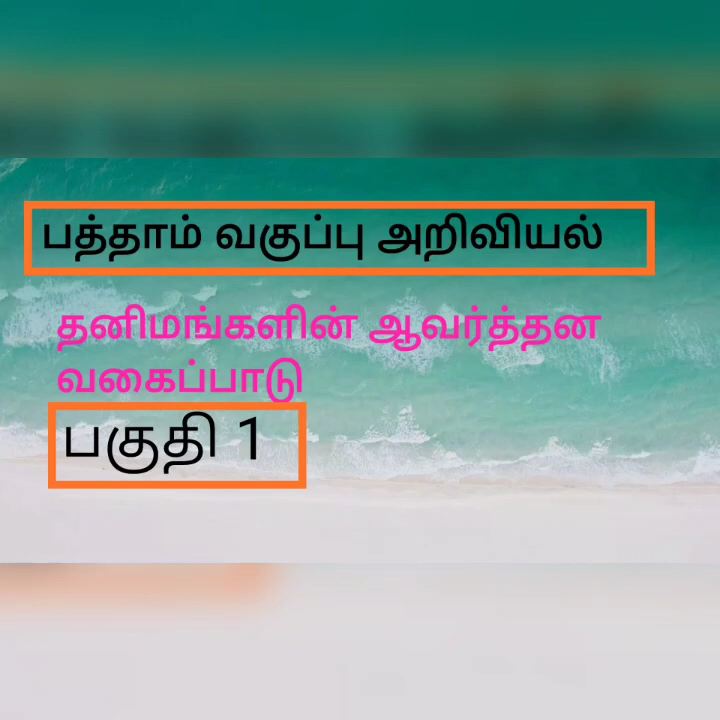 பத்தாம் வகுப்பு அறிவியல்
தனிமங்களின் ஆவர்த்தன
வகைப்பாடு
பகுதி 1